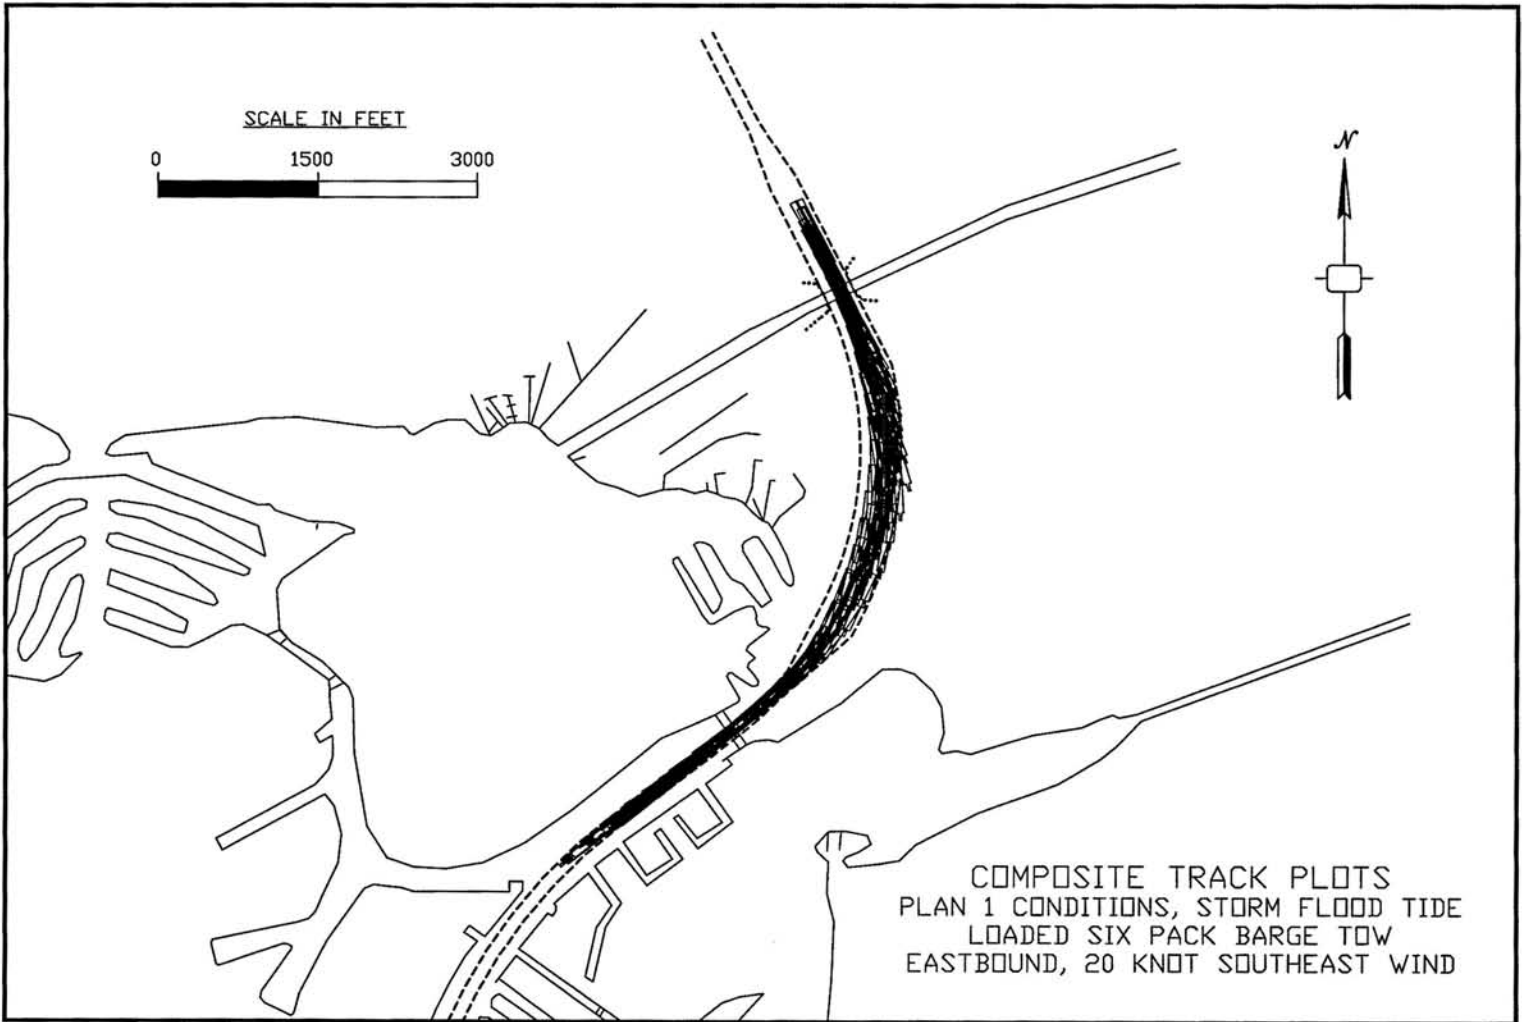 SCALE IN FEET
0 1500 3000
N
COMPOSITE TRACK PLOTS
PLAN 1 CONDITIONS, STORM FLOOD TIDE
LOADED SIX PACK BARGE TOW
EASTBOUND, 20 KNOT SOUTHEAST WIND